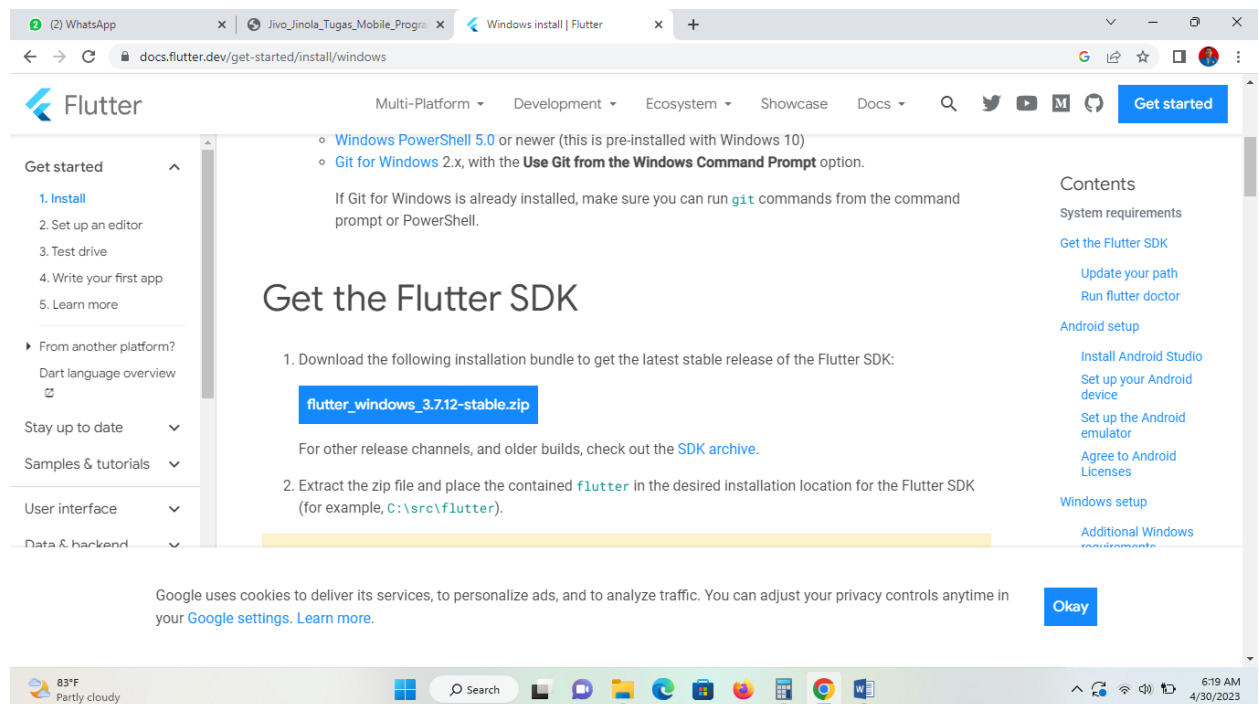 (2) WhatsApp
Jivo_Jinola_Tugas_Mobile_Progra
Windows install | Flutter
docs.flutter.dev/get-started/install/windows
Flutter
Multi-Platform
Development
Ecosystem
Showcase
Docs
Get started
Get started
1. Install
2. Set up an editor
3. Test drive
4. Write your first app
5. Learn more
From another platform?
Dart language overview
Stay up to date
Samples & tutorials
User interface
Data & backend
Windows PowerShell 5.0 or newer (this is pre-installed with Windows 10)
Git for Windows 2.x, with the Use Git from the Windows Command Prompt option.
If Git for Windows is already installed, make sure you can run git commands from the command
prompt or PowerShell.
Get the Flutter SDK
1. Download the following installation bundle to get the latest stable release of the Flutter SDK:
flutter_windows_3.7.12-stable.zip
For other release channels, and older builds, check out the SDK archive.
2. Extract the zip file and place the contained flutter in the desired installation location for the Flutter SDK
(for example, C:\src\flutter).
Contents
System requirements
Get the Flutter SDK
Update your path
Run flutter doctor
Android setup
Install Android Studio
Set up your Android
device
Set up the Android
emulator
Agree to Android
Licenses
Windows setup
Additional Windows
requirements
Google uses cookies to deliver its services, to personalize ads, and to analyze traffic. You can adjust your privacy controls anytime in
your Google settings. Learn more.
Okay
83°F
Partly cloudy
Search
6:19 AM
4/30/2023